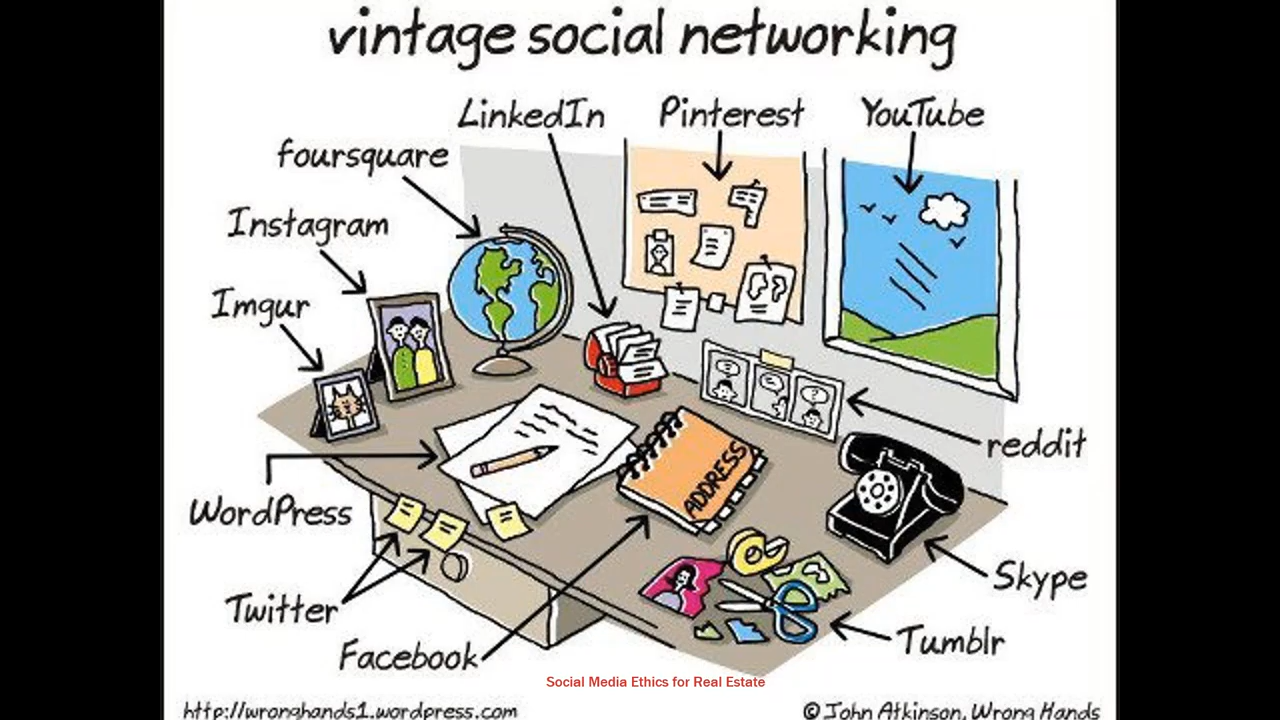 vintage social networking
LinkedIn
Pinterest
YouTube
foursquare
Instagram
Imgur
reddit
ADDRESS
WordPress
Skype
Twitter
Tumblr
Facebook
Social Media Ethics for Real Estate
http://wronghands1.wordpress.com
© John Atkinson, Wrong Hands